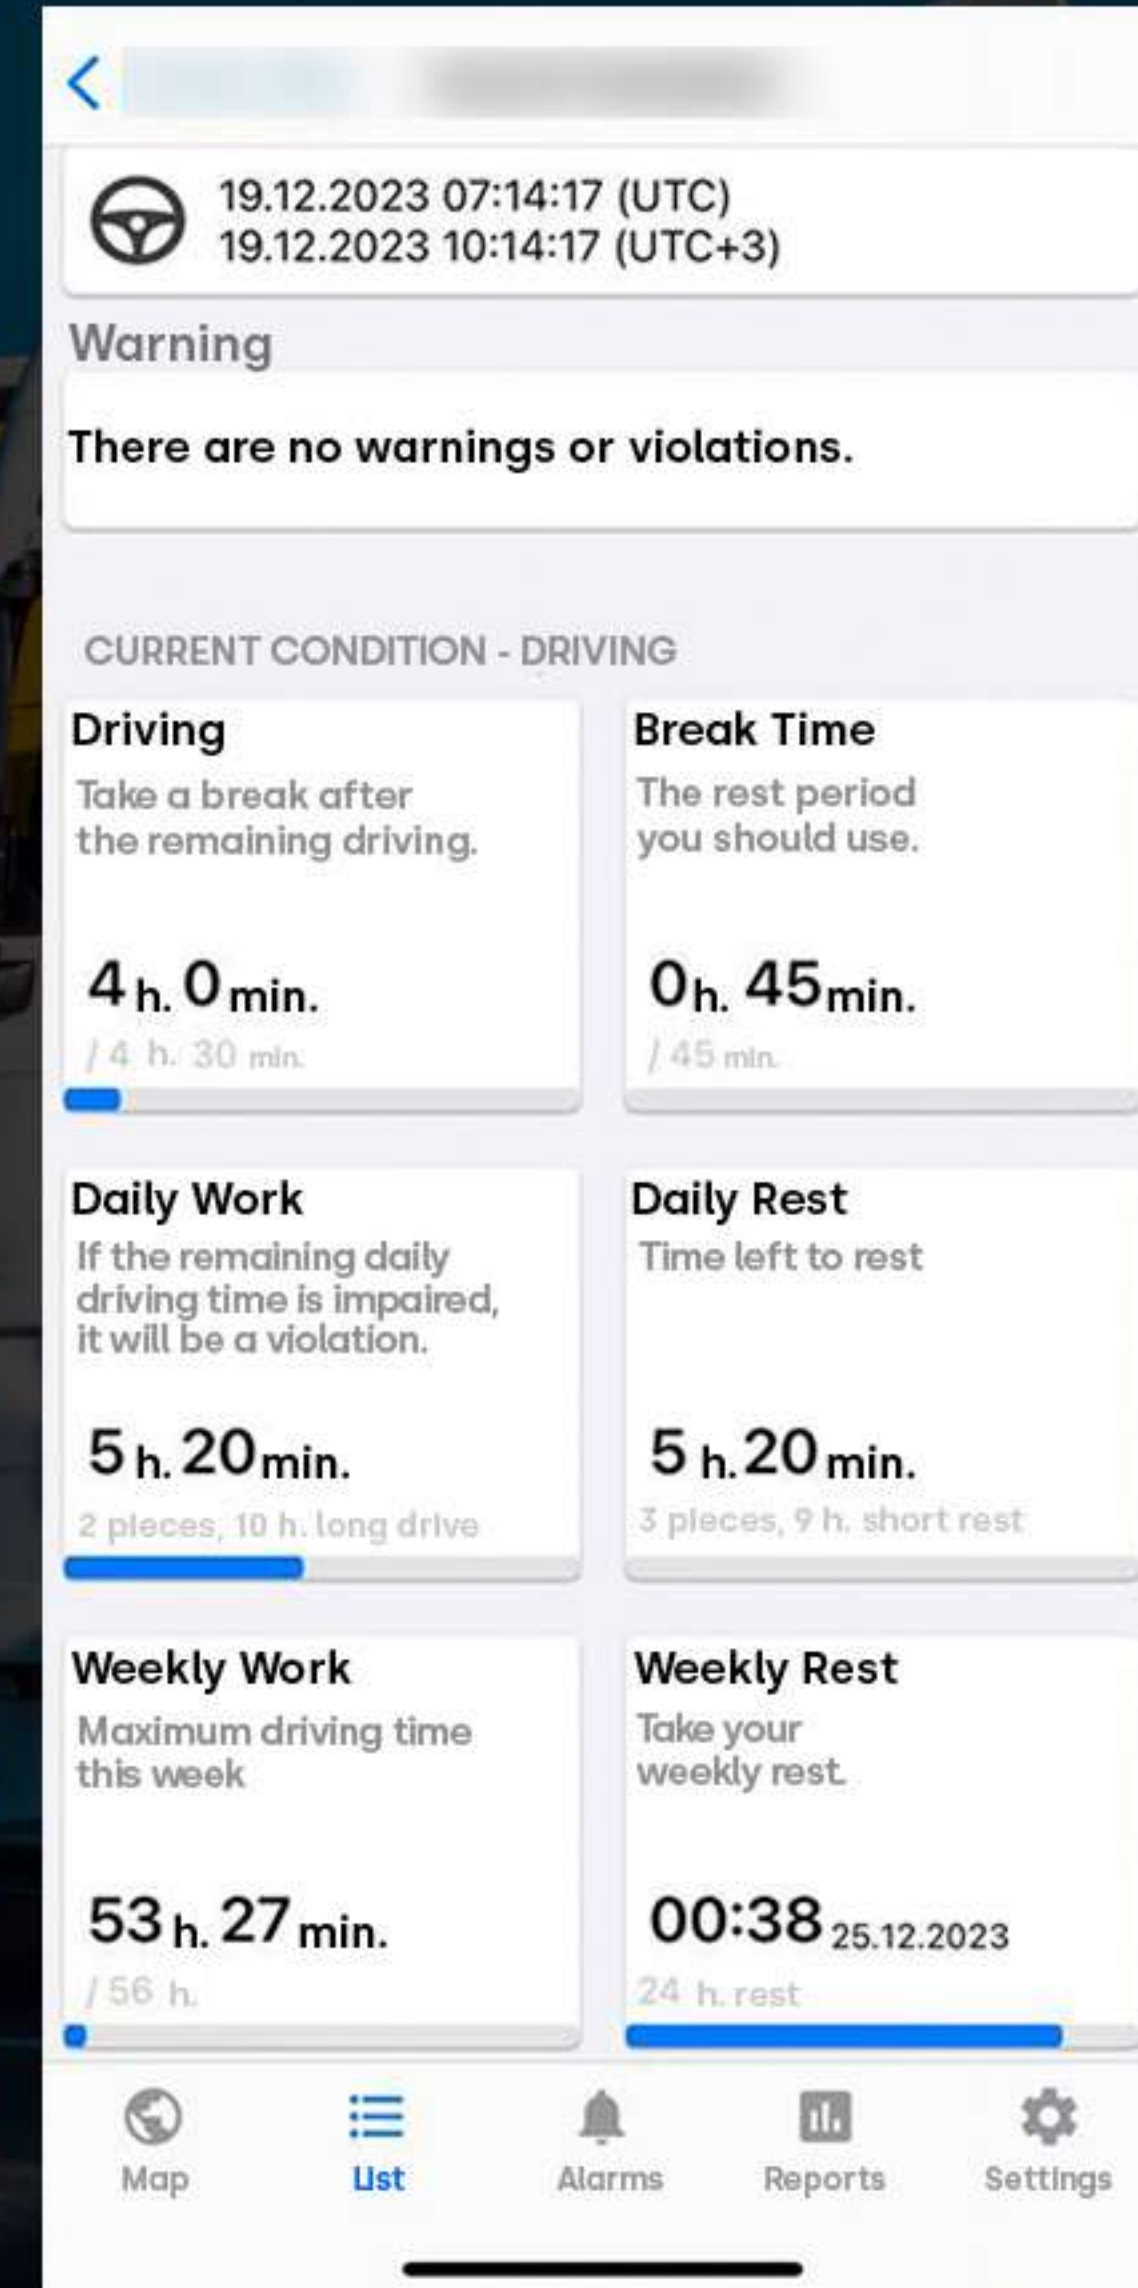 19.12.2023 07:14:17 (UTC)
19.12.2023 10:14:17 (UTC+3)
Warning
There are no warnings or violations.
CURRENT CONDITION - DRIVING
Driving
Take a break after
the remaining driving.
4 h. 0 min.
/ 4 h. 30 min.
Break Time
The rest period
you should use.
0 h. 45 min.
/ 45 min.
Daily Work
If the remaining daily
driving time is impaired,
it will be a violation.
5 h. 20 min.
2 pieces, 10 h. long drive
Daily Rest
Time left to rest
5 h. 20 min.
3 pieces, 9 h. short rest
Weekly Work
Maximum driving time
this week
53 h. 27 min.
/ 56 h.
Weekly Rest
Take your
weekly rest.
00:38 25.12.2023
24 h. rest
Map
List
Alarms
Reports
Settings